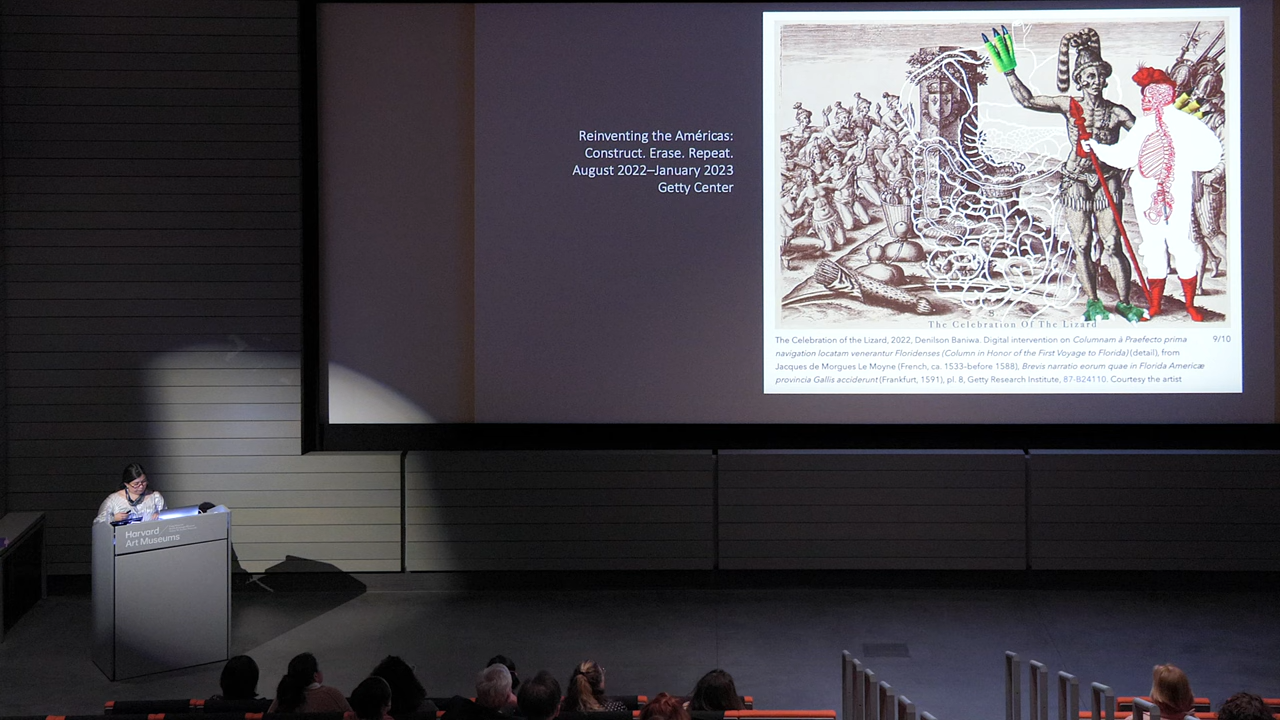 Reinventing the Américas:
Construct. Erase. Repeat.
August 2022–January 2023
Getty Center
The Celebration Of The Lizard
The Celebration of the Lizard, 2022, Denilson Baniwa. Digital intervention on Columnam à Praefecto prima
9/10
navigation locatam venerantur Floridenses (Column in Honor of the First Voyage to Florida) (detail), from
Jacques de Morgues Le Moyne (French, ca. 1533-before 1588), Brevis narratio eorum quae in Florida Americæ
provincia Gallis acciderunt (Frankfurt, 1591), pl. 8, Getty Research Institute, 87-B24110. Courtesy the artist
Harvard
Art Museums